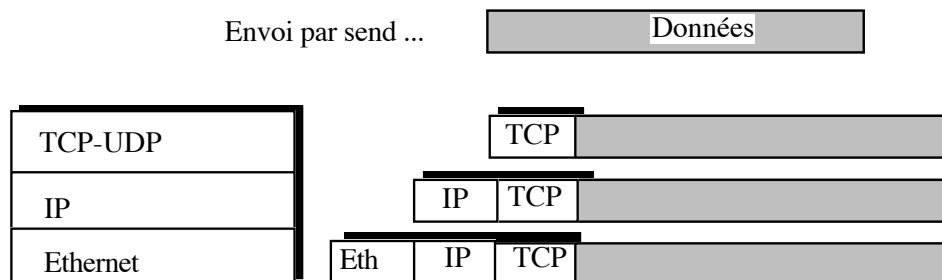 Envoi par send ... Données
TCP-UDP TCP
IP IP TCP
Ethernet Eth IP TCP